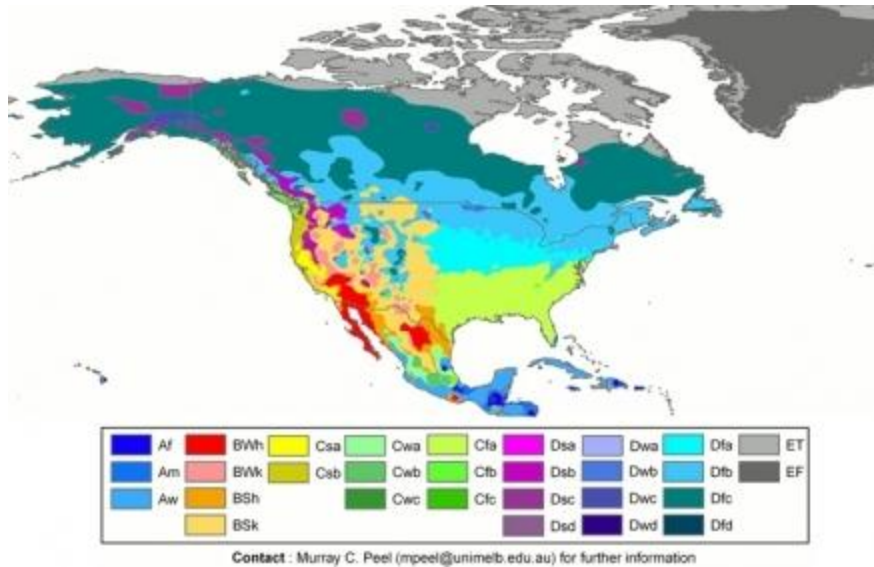 Af BWh Csa Cwa Cfa Dsa Dwa Dfa ET
Am BWk Csb Cwb Cfb Dsb Dwb Dfb EF
Aw BSh Cwc Cfc Dsc Dwc Dfc
BSk Dsd Dwd Dfd
Contact : Murray C. Peel (mpeel@unimelb.edu.au) for further information